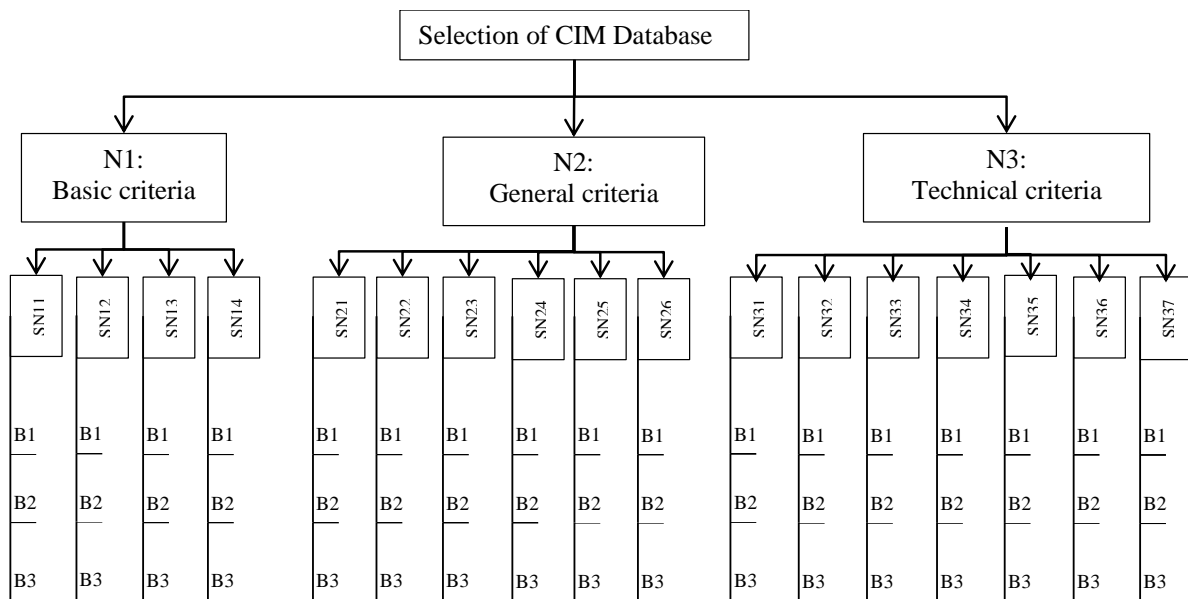 Selection of CIM Database
N1:
Basic criteria
N2:
General criteria
N3:
Technical criteria
SN11 SN12 SN13 SN14 SN21 SN22 SN23 SN24 SN25 SN26 SN31 SN32 SN33 SN34 SN35 SN36 SN37
B1 B1 B1 B1 B1 B1 B1 B1 B1 B1 B1 B1 B1 B1 B1 B1 B1
B2 B2 B2 B2 B2 B2 B2 B2 B2 B2 B2 B2 B2 B2 B2 B2 B2
B3 B3 B3 B3 B3 B3 B3 B3 B3 B3 B3 B3 B3 B3 B3 B3 B3